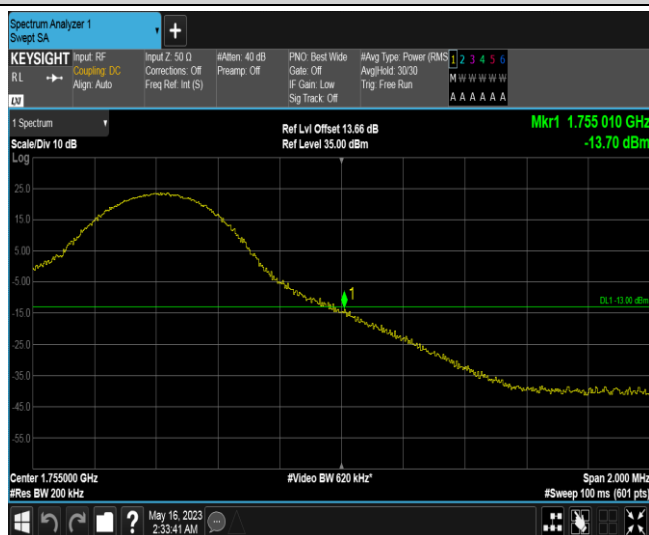 Spectrum Analyzer 1
Swept SA
▼
+
KEYSIGHT
RL
Input: RF
Coupling: DC
Align: Auto
Input Z: 50 Ω
Corrections: Off
Freq Ref: Int (S)
#Atten: 40 dB
Preamp: Off
PNO: Best Wide
Gate: Off
IF Gain: Low
Sig Track: Off
#Avg Type: Power (RMS
Avg|Hold: 30/30
Trig: Free Run
1 2 3 4 5 6
M W W W W W
A A A A A A
LXI
1 Spectrum ▼
Scale/Div 10 dB
Ref Lvl Offset 13.66 dB
Ref Level 35.00 dBm
Mkr1 1.755 010 GHz
-13.70 dBm
Log
25.0
15.0
5.00
-5.00
-15.0
-25.0
-35.0
-45.0
-55.0
1
DL1 -13.00 dBm
Center 1.755000 GHz
#Res BW 200 kHz
#Video BW 620 kHz*
Span 2.000 MHz
#Sweep 100 ms (601 pts)
?
May 16, 2023
2:33:41 AM